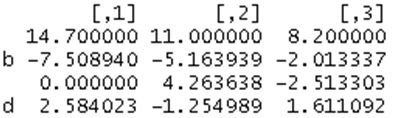 [,1] [,2] [,3]
14.700000 11.000000 8.200000
b -7.508940 -5.163939 -2.013337
0.000000 4.263638 -2.513303
d 2.584023 -1.254989 1.611092